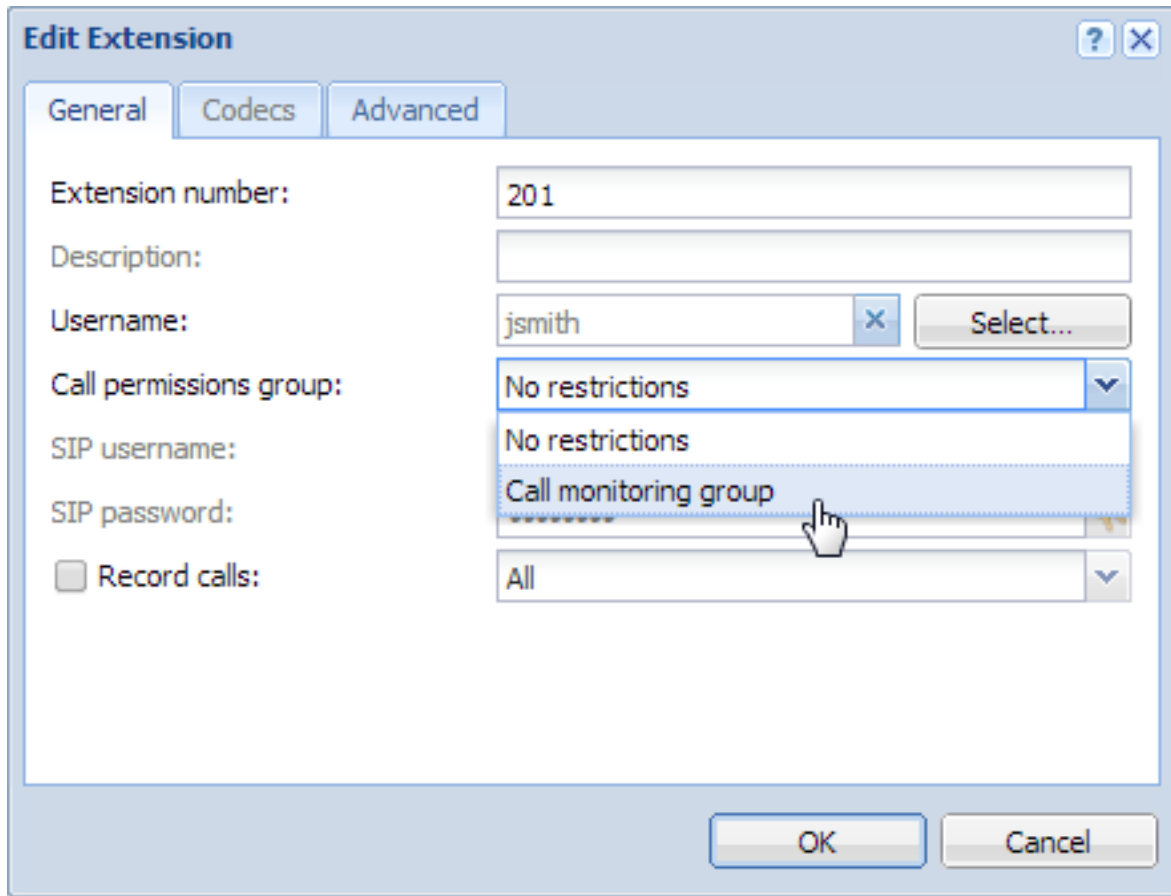 Edit Extension
General Codecs Advanced
Extension number: 201
Description:
Username: jsmith Select...
Call permissions group: No restrictions
No restrictions
SIP username:
Call monitoring group
SIP password:
Record calls: All
OK Cancel